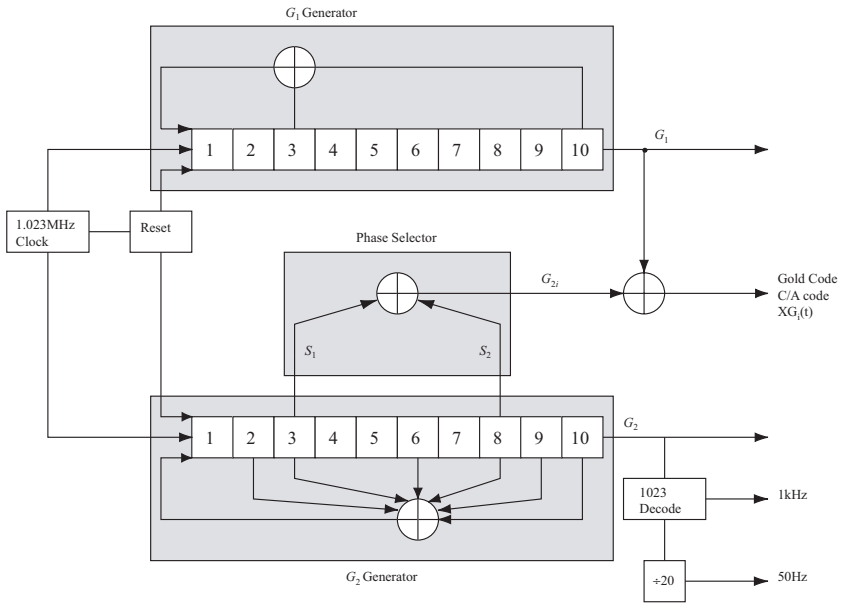 G1 Generator
1 2 3 4 5 6 7 8 9 10
G1
1.023MHz
Clock
Reset
Phase Selector
G2i
Gold Code
C/A code
XGi(t)
S1
S2
1 2 3 4 5 6 7 8 9 10
G2
1023
Decode
1kHz
G2 Generator
÷20
50Hz